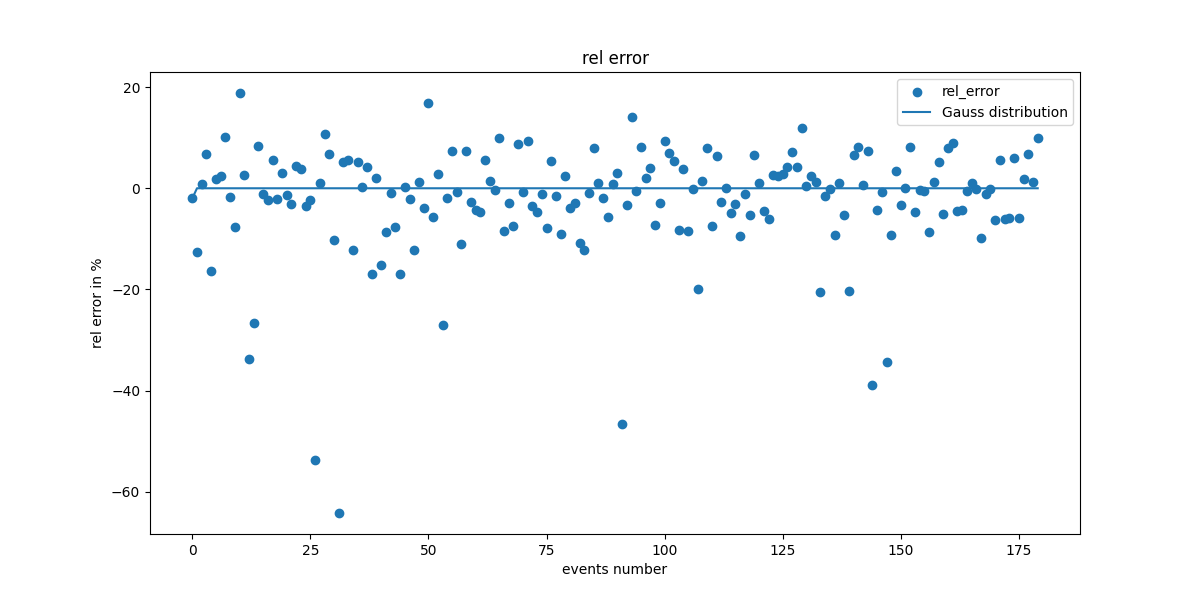 rel error
rel_error
Gauss distribution
20
0
−20
−40
−60
rel error in %
0
25
50
75
100
125
150
175
events number